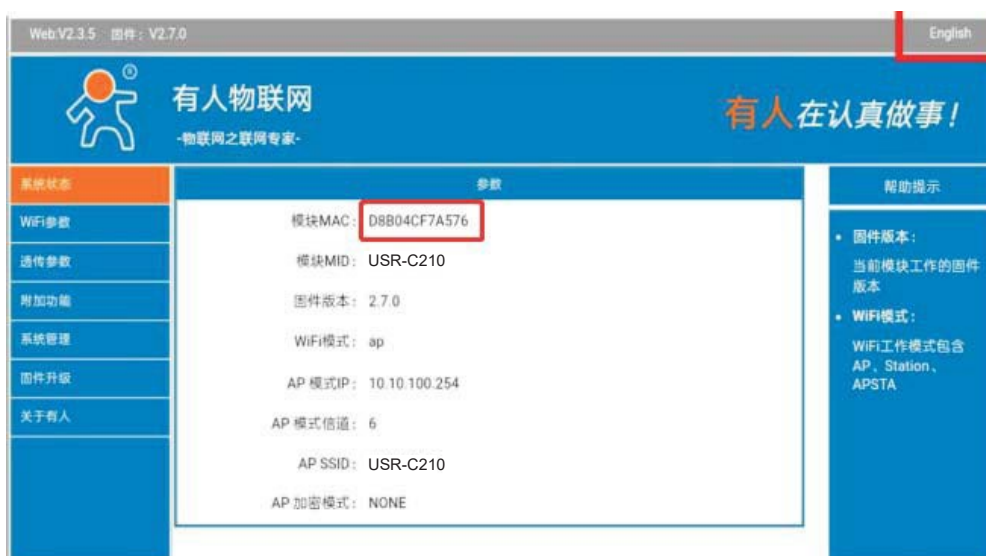 Web:V2.3.5 固件：V2.7.0
English
有人物联网
-物联网之联网专家-
有人在认真做事！
系统状态
WiFi参数
透传参数
附加功能
系统管理
固件升级
关于有人
参数
模块MAC： D8B04CF7A576
模块MID： USR-C210
固件版本： 2.7.0
WiFi模式： ap
AP 模式IP： 10.10.100.254
AP 模式信道： 6
AP SSID： USR-C210
AP 加密模式： NONE
帮助提示
• 固件版本：
当前模块工作的固件
版本
• WiFi模式：
WiFi工作模式包含
AP、Station、
APSTA